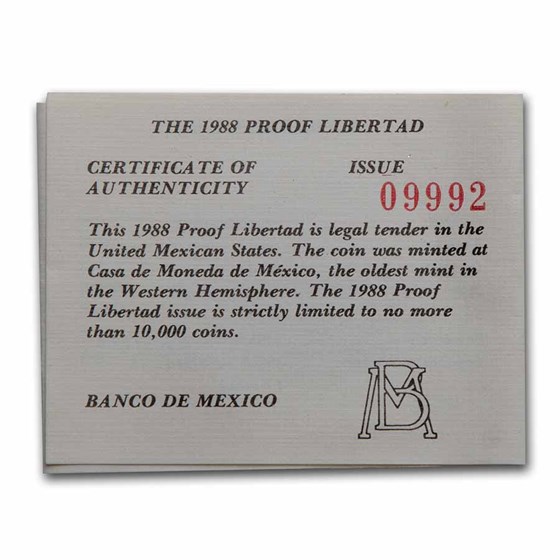 THE 1988 PROOF LIBERTAD
CERTIFICATE OF AUTHENTICITY
ISSUE
09992
This 1988 Proof Libertad is legal tender in the
United Mexican States. The coin was minted at
Casa de Moneda de México, the oldest mint in
the Western Hemisphere. The 1988 Proof
Libertad issue is strictly limited to no more
than 10,000 coins.
BANCO DE MEXICO